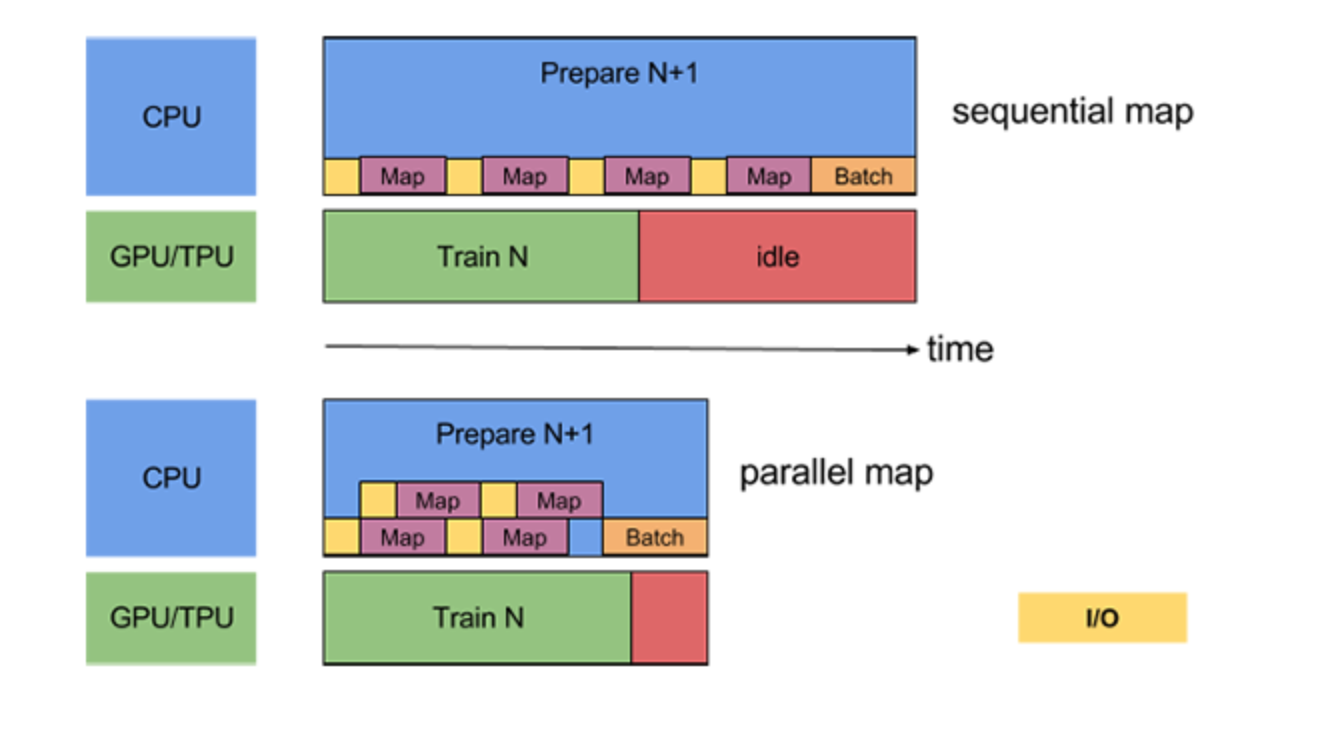 CPU
Prepare N+1
sequential map
Map
Map
Map
Map
Batch
GPU/TPU
Train N
idle
time
CPU
Prepare N+1
parallel map
Map
Map
Map
Map
Batch
GPU/TPU
Train N
I/O